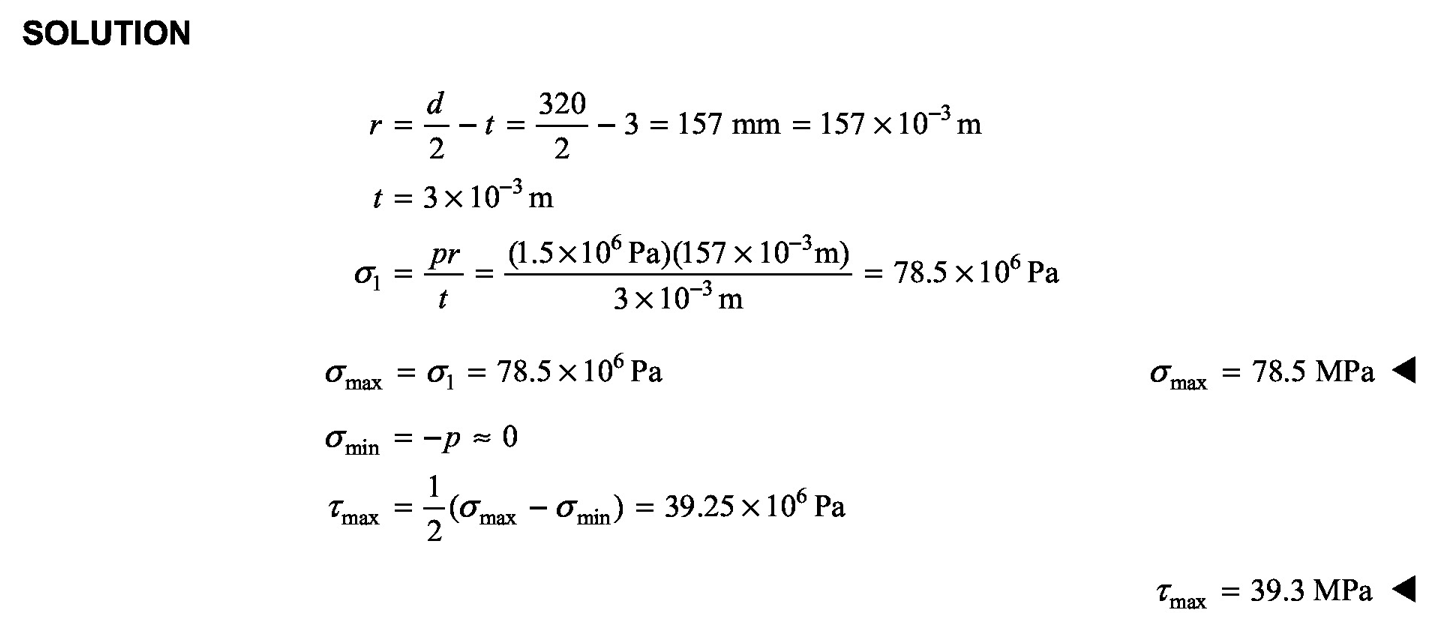 SOLUTION
r = d/2 − t = 320/2 − 3 = 157 mm = 157 × 10⁻³ m
t = 3 × 10⁻³ m
σ₁ = pr/t = (1.5×10⁶ Pa)(157 × 10⁻³ m)/3 × 10⁻³ m = 78.5 × 10⁶ Pa
σmax = σ₁ = 78.5 × 10⁶ Pa σmax = 78.5 MPa ◀
σmin = −p ≈ 0
τmax = 1/2(σmax − σmin) = 39.25 × 10⁶ Pa
τmax = 39.3 MPa ◀